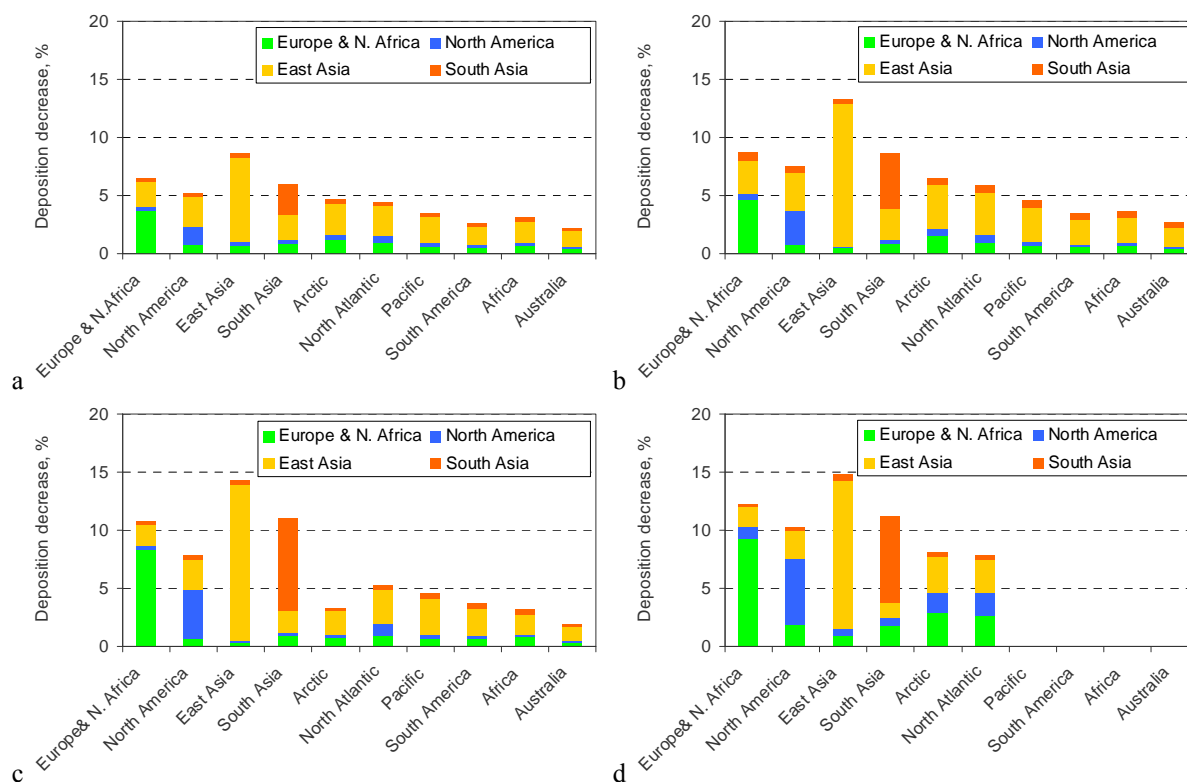 20
15
10
5
0
Deposition decrease, %
Europe & N. Africa North America
East Asia South Asia
Europe & N. Africa
North America
East Asia
South Asia
Arctic
North Atlantic
Pacific
South America
Africa
Australia
a
20
15
10
5
0
Deposition decrease, %
Europe & N. Africa North America
East Asia South Asia
Europe& N. Africa
North America
East Asia
South Asia
Arctic
North Atlantic
Pacific
South America
Africa
Australia
b
20
15
10
5
0
Deposition decrease, %
Europe & N. Africa North America
East Asia South Asia
Europe& N. Africa
North America
East Asia
South Asia
Arctic
North Atlantic
Pacific
South America
Africa
Australia
c
20
15
10
5
0
Deposition decrease, %
Europe & N. Africa North America
East Asia South Asia
Europe& N. Africa
North America
East Asia
South Asia
Arctic
North Atlantic
Pacific
South America
Africa
Australia
d